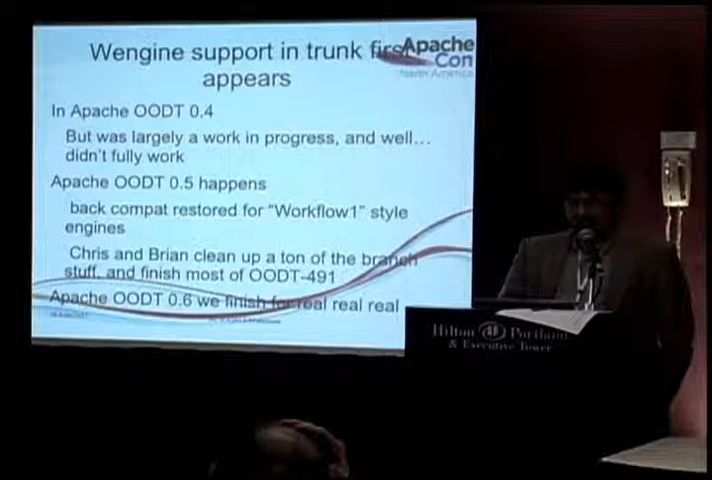 Wengine support in trunk first
appears
Apache
Con
North America
In Apache OODT 0.4
But was largely a work in progress, and well…
didn't fully work
Apache OODT 0.5 happens
back compat restored for "Workflow1" style
engines
Chris and Brian clean up a ton of the branch
stuff, and finish most of OODT-491
Apache OODT 0.6 we finish for real real real
Hilton Portland
& Executive Tower